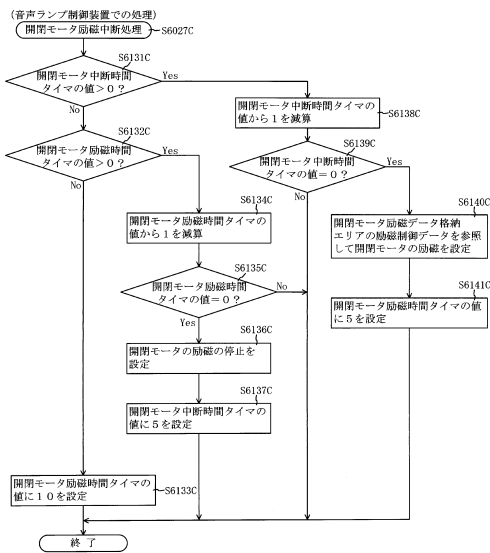 (音声ランプ制御装置での処理)
開閉モータ励磁中断処理
S6027C
S6131C
開閉モータ中断時間
タイマの値>0?
Yes
No
S6138C
開閉モータ中断時間タイマの
値から1を減算
S6132C
開閉モータ励磁時間
タイマの値>0?
Yes
No
S6139C
開閉モータ中断時間
タイマの値=0?
Yes
No
S6134C
開閉モータ励磁時間タイマの
値から1を減算
S6140C
開閉モータ励磁データ格納
エリアの励磁制御データを参照
して開閉モータの励磁を設定
S6135C
開閉モータ励磁時間
タイマの値=0?
No
Yes
S6141C
開閉モータ励磁時間タイマの値
に5を設定
S6136C
開閉モータの励磁の停止を
設定
S6137C
開閉モータ中断時間タイマの
値に5を設定
開閉モータ励磁時間タイマの
値に10を設定
S6133C
終了